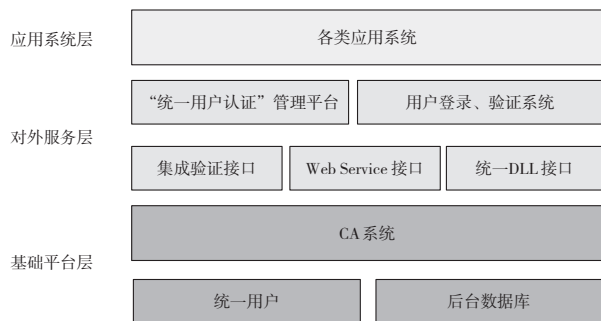 应用系统层
各类应用系统
“统一用户认证”管理平台
用户登录、验证系统
对外服务层
集成验证接口
Web Service 接口
统一DLL接口
CA系统
基础平台层
统一用户
后台数据库